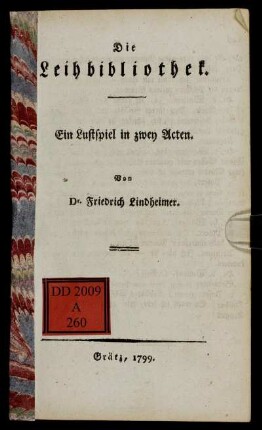 Die
Leihbibliothek.
Ein Lustspiel in zwey Acten.
Von
Dr. Friedrich Lindheimer.
DD 2009
A
260
Grätz, 1799.